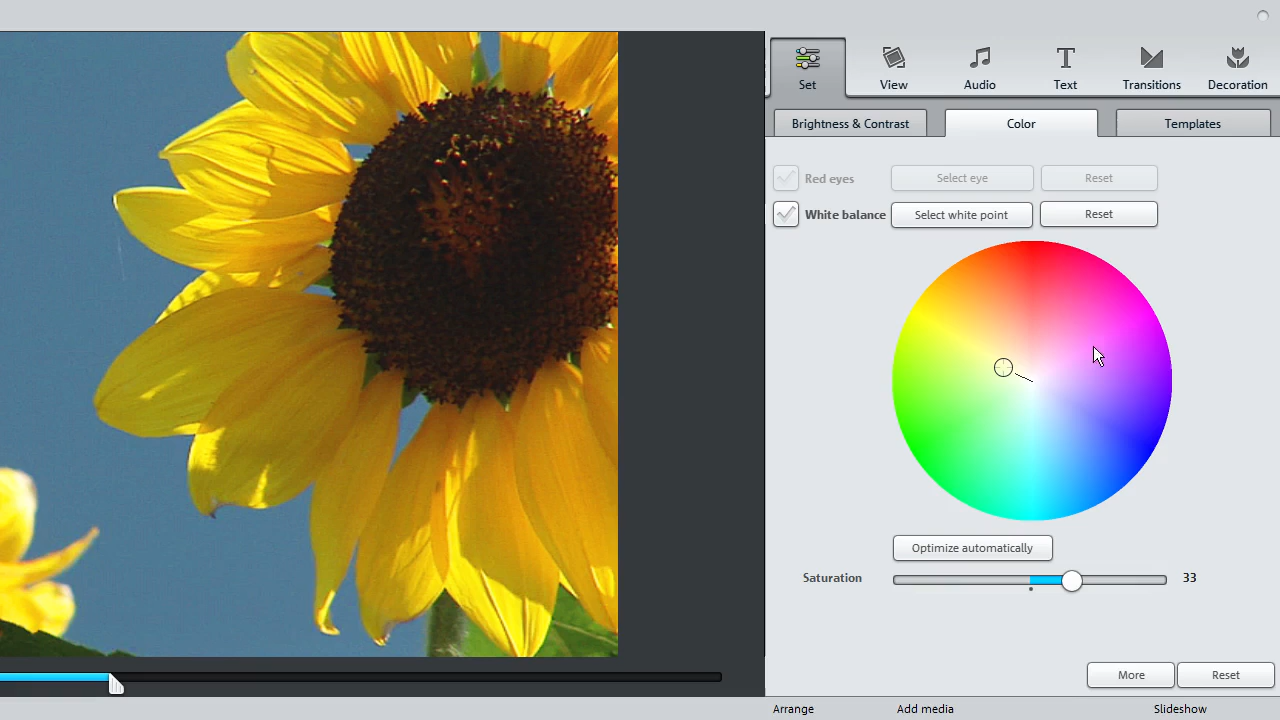 Set View Audio Text Transitions Decoration
Brightness & Contrast Color Templates
Red eyes Select eye Reset
White balance Select white point Reset
Optimize automatically
Saturation 33
More Reset
Arrange Add media Slideshow